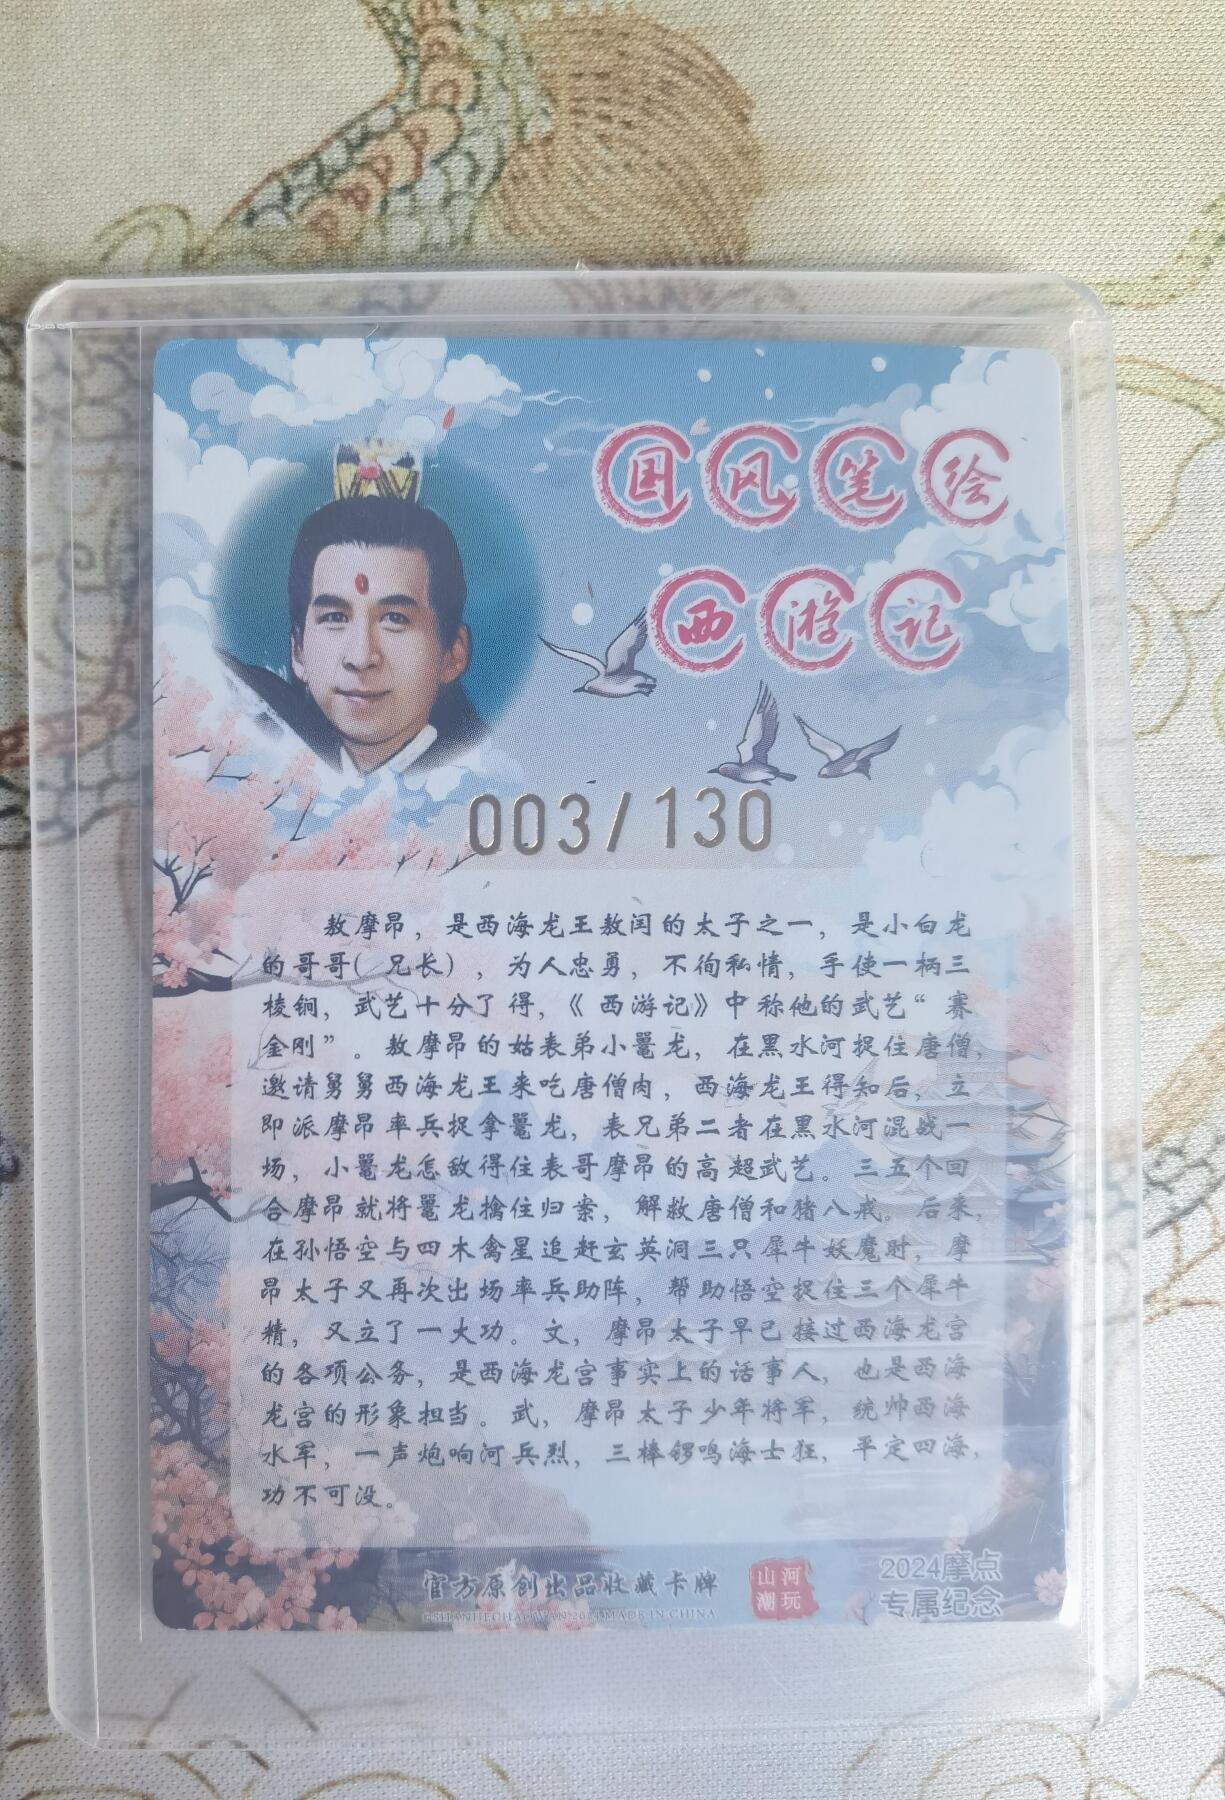 国风笔绘
西游记
003/130
敖摩昂，是西海龙王敖闰的太子之一，是小白龙
的哥哥（兄长），为人忠勇，不徇私情，手使一柄三
棱锏，武艺十分了得，《西游记》中称他的武艺“赛
金刚”。敖摩昂的姑表弟小鼍龙，在黑水河捉住唐僧，
邀请舅舅西海龙王来吃唐僧肉，西海龙王得知后，立
即派摩昂率兵捉拿鼍龙，表兄弟二者在黑水河混战一
场，小鼍龙怎敌得住表哥摩昂的高超武艺。三五个回
合摩昂就将鼍龙擒住归案，解救唐僧和猪八戒。后来，
在孙悟空与四木禽星追赶玄英洞三只犀牛妖魔时，摩
昂太子又再次出场率兵助阵，帮助悟空捉住三个犀牛
精，又立了一大功。文，摩昂太子早已接过西海龙宫
的各项公务，是西海龙宫事实上的话事人，也是西海
龙宫的形象担当。武，摩昂太子少年将军，统帅西海
水军，一声炮响河兵烈，三棒锣鸣海士狂，平定四海，
功不可没。
官方原创出品收藏卡牌
©SHANHECHAOWAN 2024 MADE IN CHINA
山河
潮玩
2024摩点
专属纪念